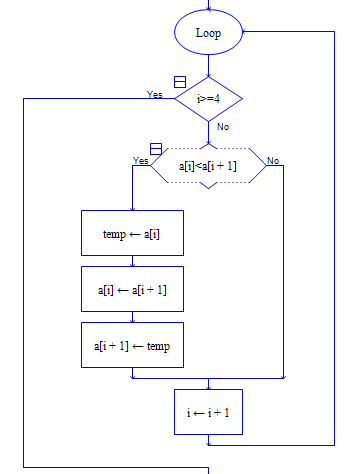 Loop
i>=4
Yes
No
a[i]<a[i + 1]
Yes
No
temp ← a[i]
a[i] ← a[i + 1]
a[i + 1] ← temp
i ← i + 1